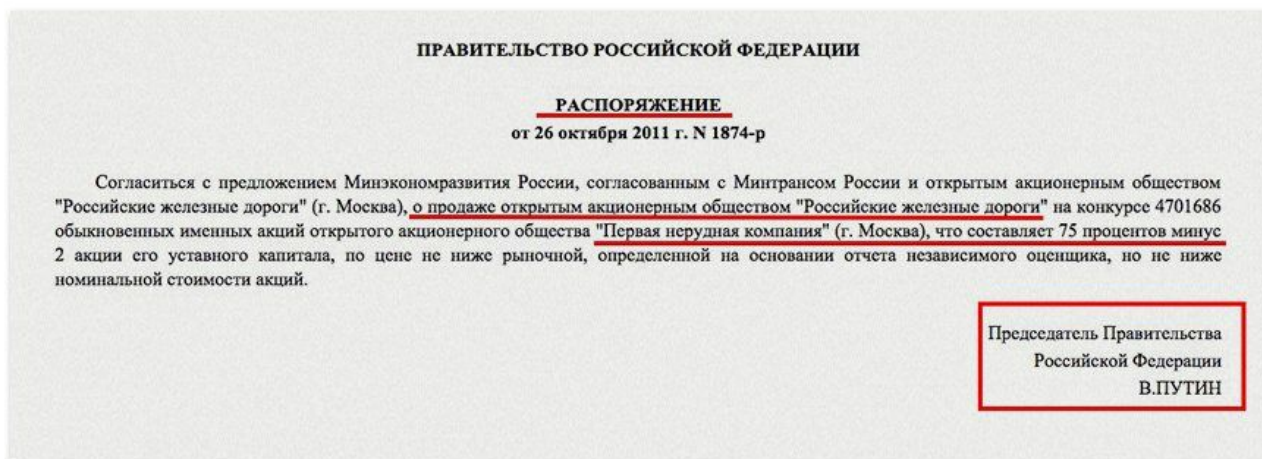 ПРАВИТЕЛЬСТВО РОССИЙСКОЙ ФЕДЕРАЦИИ
РАСПОРЯЖЕНИЕ
от 26 октября 2011 г. N 1874-р
Согласиться с предложением Минэкономразвития России, согласованным с Минтрансом России и открытым акционерным обществом
"Российские железные дороги" (г. Москва), о продаже открытым акционерным обществом "Российские железные дороги" на конкурсе 4701686
обыкновенных именных акций открытого акционерного общества "Первая нерудная компания" (г. Москва), что составляет 75 процентов минус
2 акции его уставного капитала, по цене не ниже рыночной, определенной на основании отчета независимого оценщика, но не ниже
номинальной стоимости акций.
Председатель Правительства
Российской Федерации
В.ПУТИН